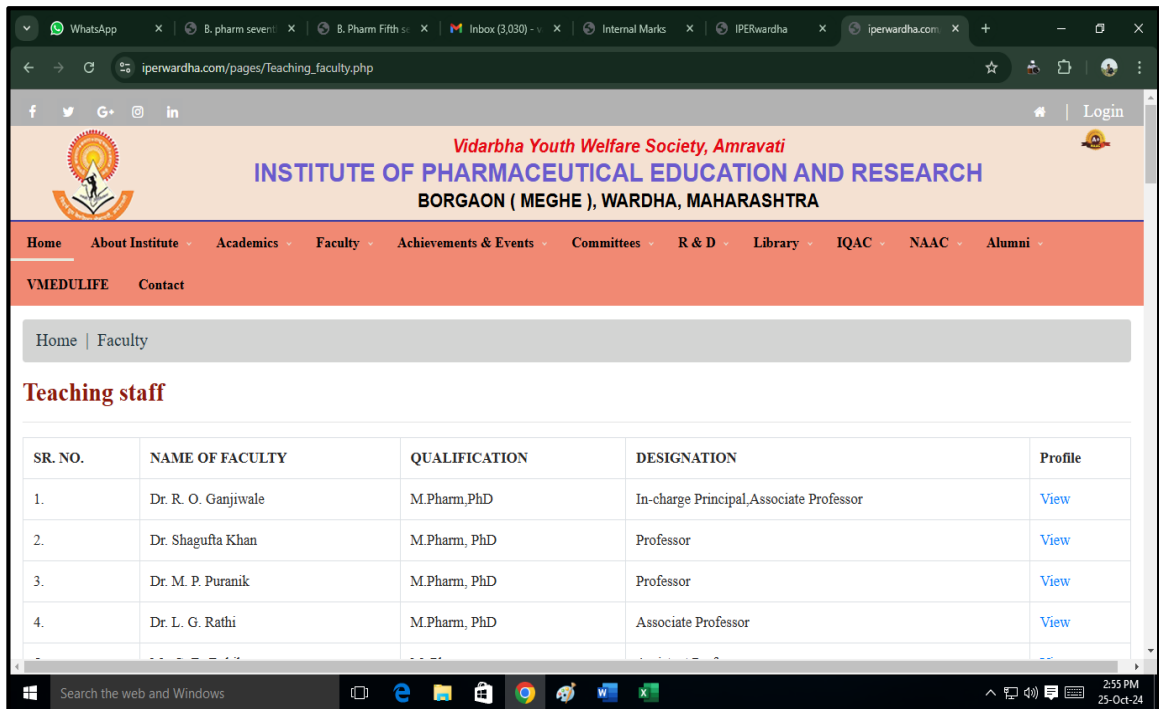 WhatsApp B. pharm sevent B. Pharm Fifth se Inbox (3,030) - v Internal Marks IPERwardha iperwardha.com/
iperwardha.com/pages/Teaching_faculty.php
f G+ in | Login
Vidarbha Youth Welfare Society, Amravati
INSTITUTE OF PHARMACEUTICAL EDUCATION AND RESEARCH
BORGAON ( MEGHE ), WARDHA, MAHARASHTRA
Home About Institute Academics Faculty Achievements & Events Committees R & D Library IQAC NAAC Alumni
VMEDULIFE Contact
Home | Faculty
Teaching staff
SR. NO. NAME OF FACULTY QUALIFICATION DESIGNATION Profile
1. Dr. R. O. Ganjiwale M.Pharm,PhD In-charge Principal,Associate Professor View
2. Dr. Shagufta Khan M.Pharm, PhD Professor View
3. Dr. M. P. Puranik M.Pharm, PhD Professor View
4. Dr. L. G. Rathi M.Pharm, PhD Associate Professor View
Search the web and Windows 2:55 PM
25-Oct-24